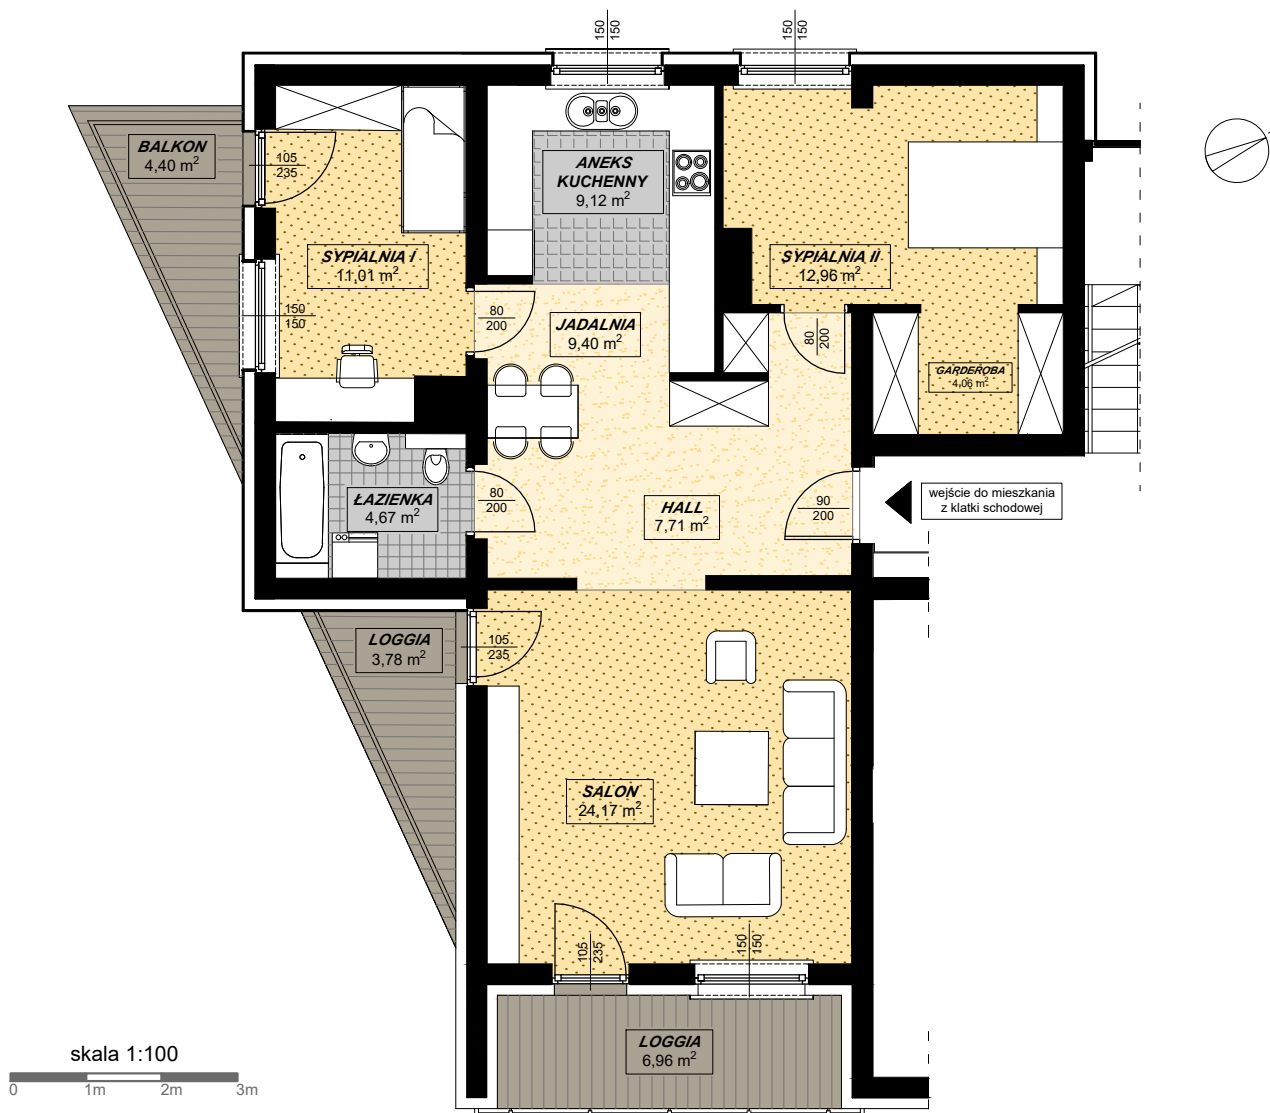 150
150
150
150
BALKON
4,40 m²
105
235
ANEKS
KUCHENNY
9,12 m²
SYPIALNIA I
11,01 m²
SYPIALNIA II
12,96 m²
150
150
80
200
JADALNIA
9,40 m²
80
200
GARDEROBA
4,06 m²
ŁAZIENKA
4,67 m²
80
200
HALL
7,71 m²
90
200
wejście do mieszkania
z klatki schodowej
LOGGIA
3,78 m²
105
235
SALON
24,17 m²
105
235
150
150
LOGGIA
6,96 m²
skala 1:100
0 1m 2m 3m